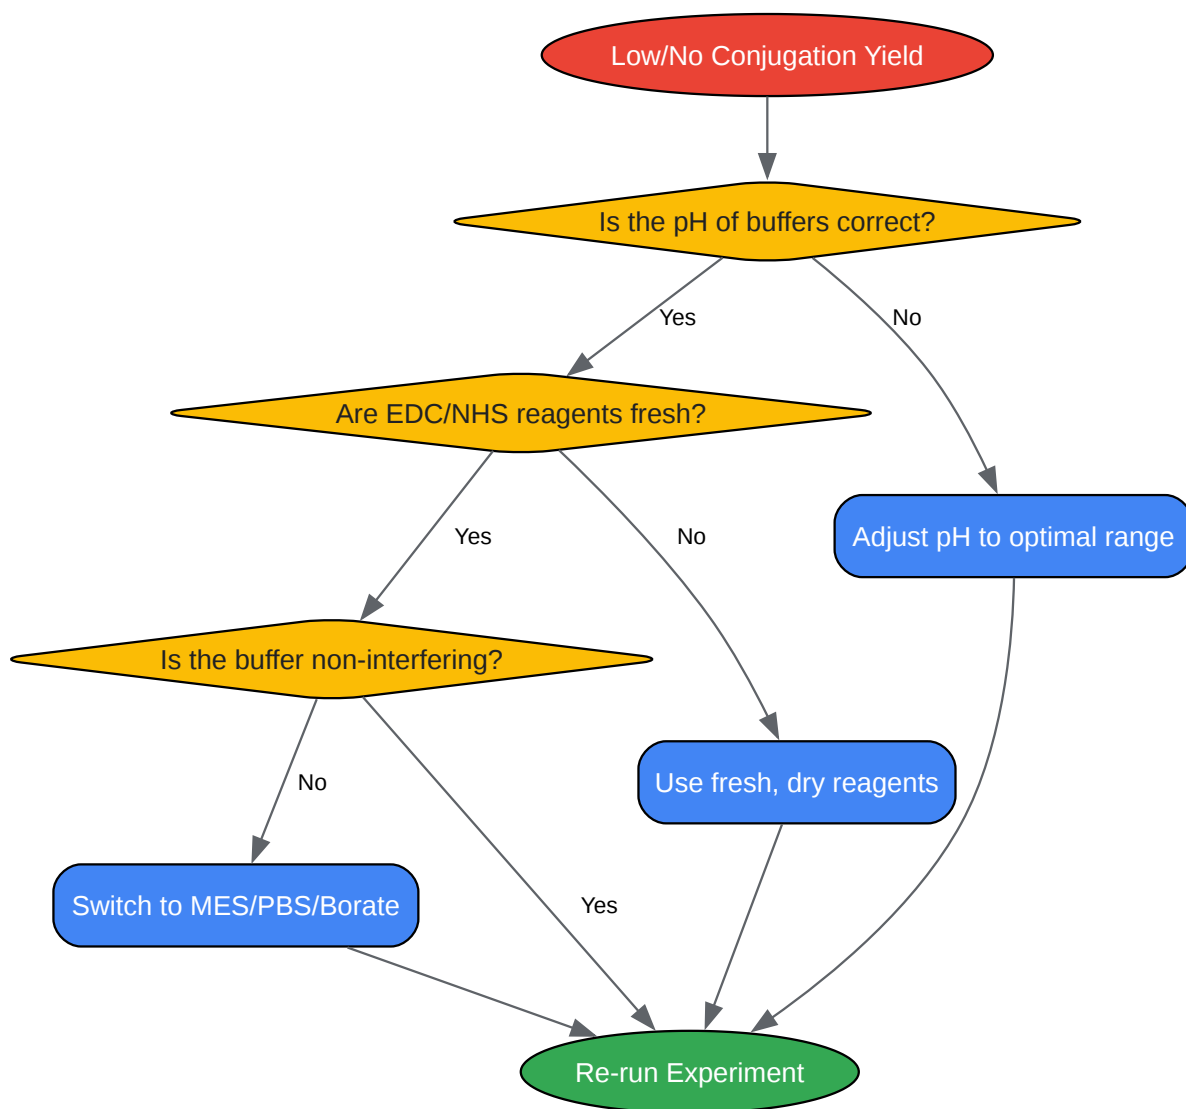 Low/No Conjugation Yield
Is the pH of buffers correct?
Yes
No
Are EDC/NHS reagents fresh?
Yes
No
Adjust pH to optimal range
Is the buffer non-interfering?
No
Use fresh, dry reagents
Switch to MES/PBS/Borate
Yes
Re-run Experiment